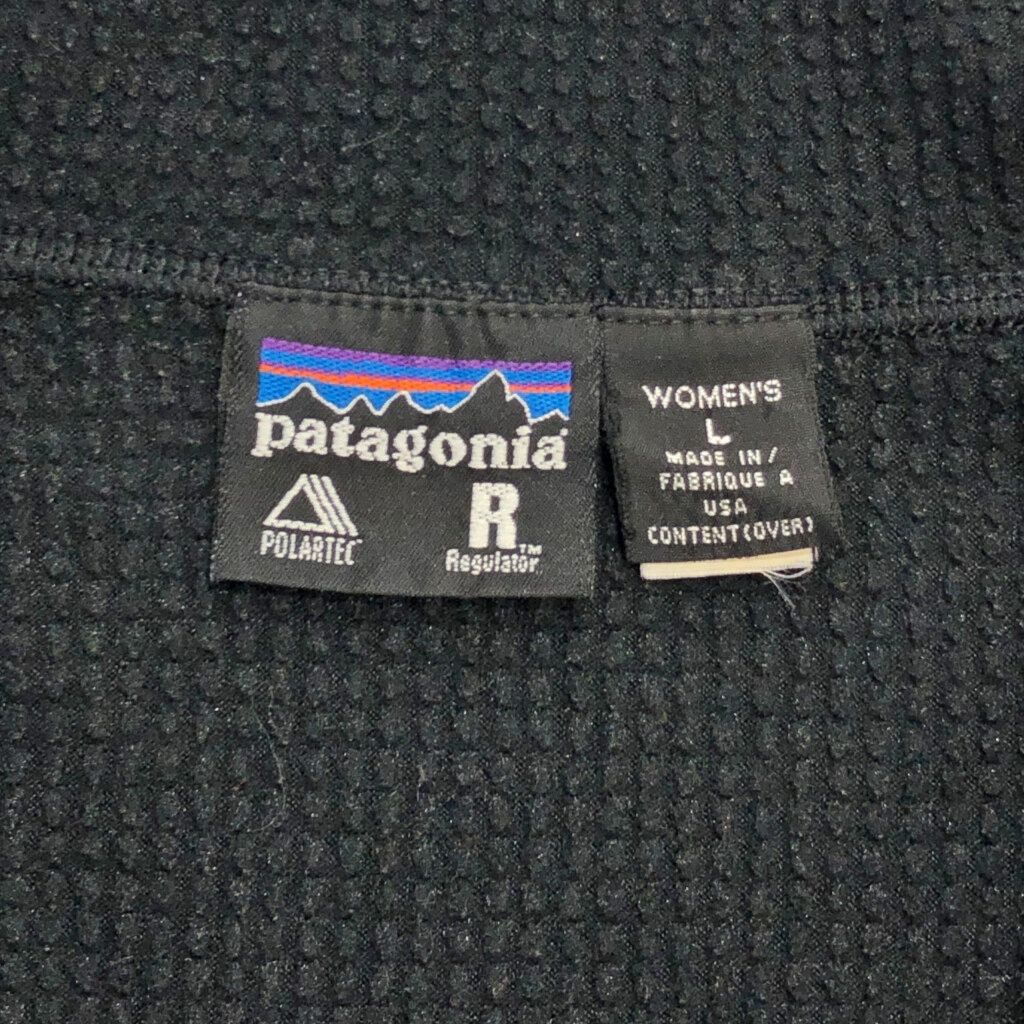 patagonia
POLARTEC
R
Regulator™
WOMEN'S
L
MADE IN/
FABRIQUE A
USA
CONTENT(OVER)